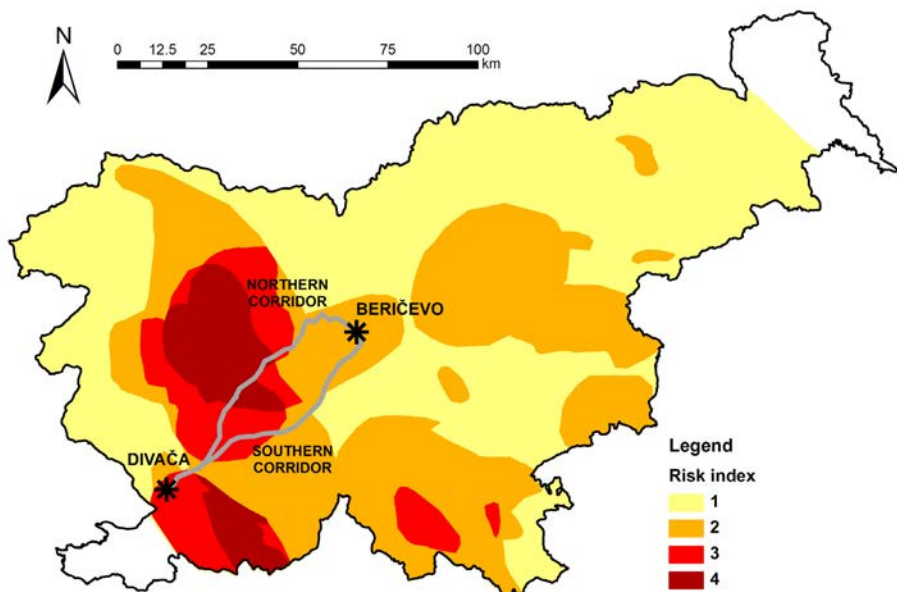 N
0 12.5 25 50 75 100
km
NORTHERN
CORRIDOR
BERIČEVO
DIVAČA
SOUTHERN
CORRIDOR
Legend
Risk index
1
2
3
4